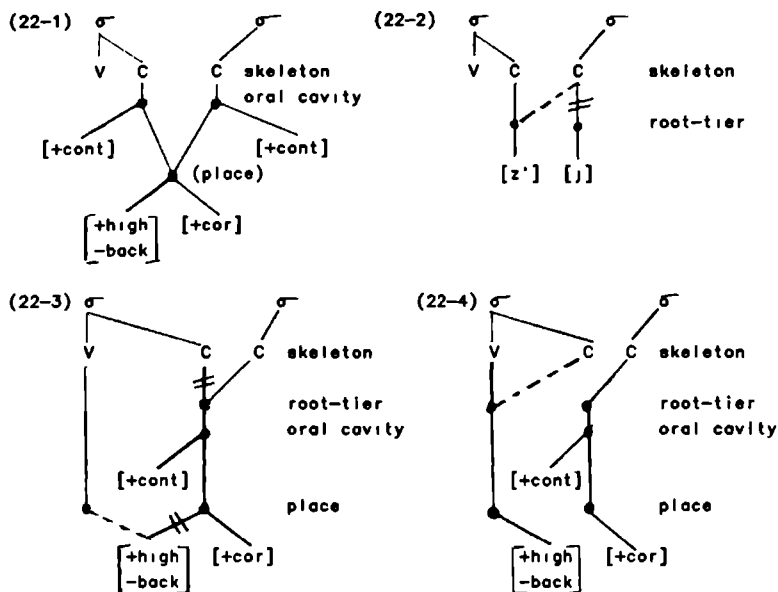 (22-1) σ σ (22-2) σ σ
V C C skeleton V C C skeleton
oral cavity
root-tier
[+cont] [+cont]
(place) [z'] [j]
[+high -back] [+cor]
(22-3) σ σ (22-4) σ σ
V C C skeleton V C C skeleton
root-tier root-tier
oral cavity oral cavity
[+cont] [+cont]
place place
[+high -back] [+cor] [+high -back] [+cor]